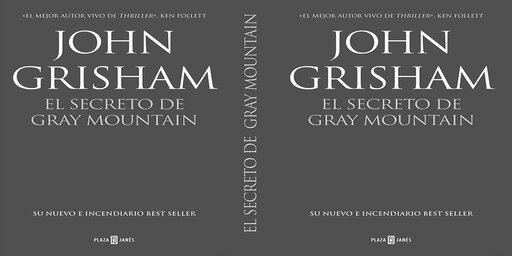 «EL MEJOR AUTOR VIVO DE THRILLER», KEN FOLLETT
JOHN
GRISHAM
EL SECRETO DE
GRAY MOUNTAIN
SU NUEVO E INCENDIARIO BEST SELLER
PLAZA JANÉS
EL SECRETO DE GRAY MOUNTAIN
«EL MEJOR AUTOR VIVO DE THRILLER», KEN FOLLETT
JOHN
GRISHAM
EL SECRETO DE
GRAY MOUNTAIN
SU NUEVO E INCENDIARIO BEST SELLER
PLAZA JANÉS